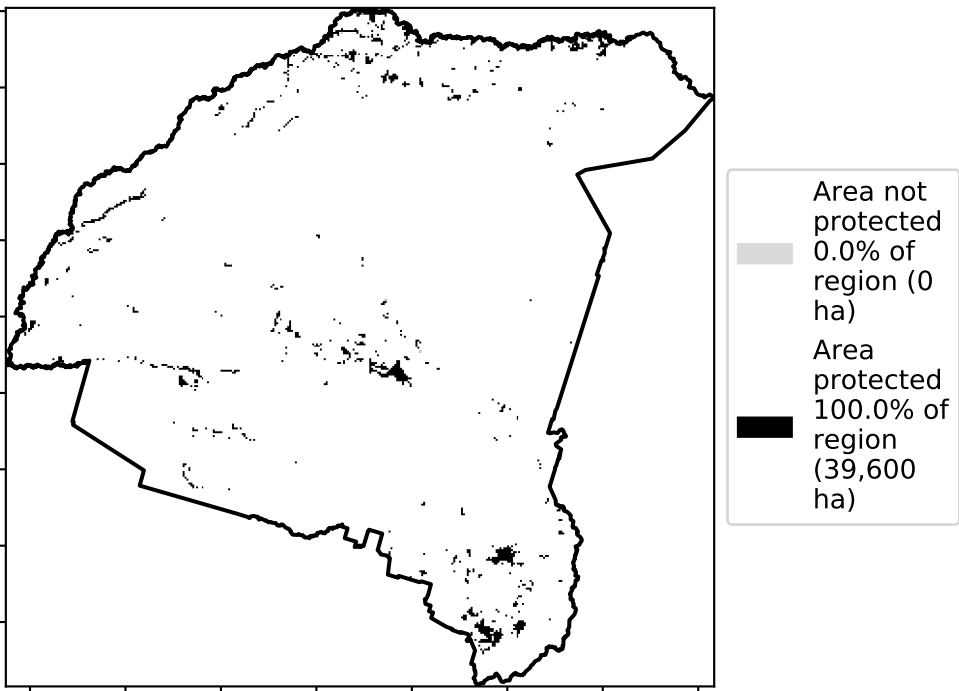 Area not
protected
0.0% of
region (0
ha)
Area
protected
100.0% of
region
(39,600
ha)